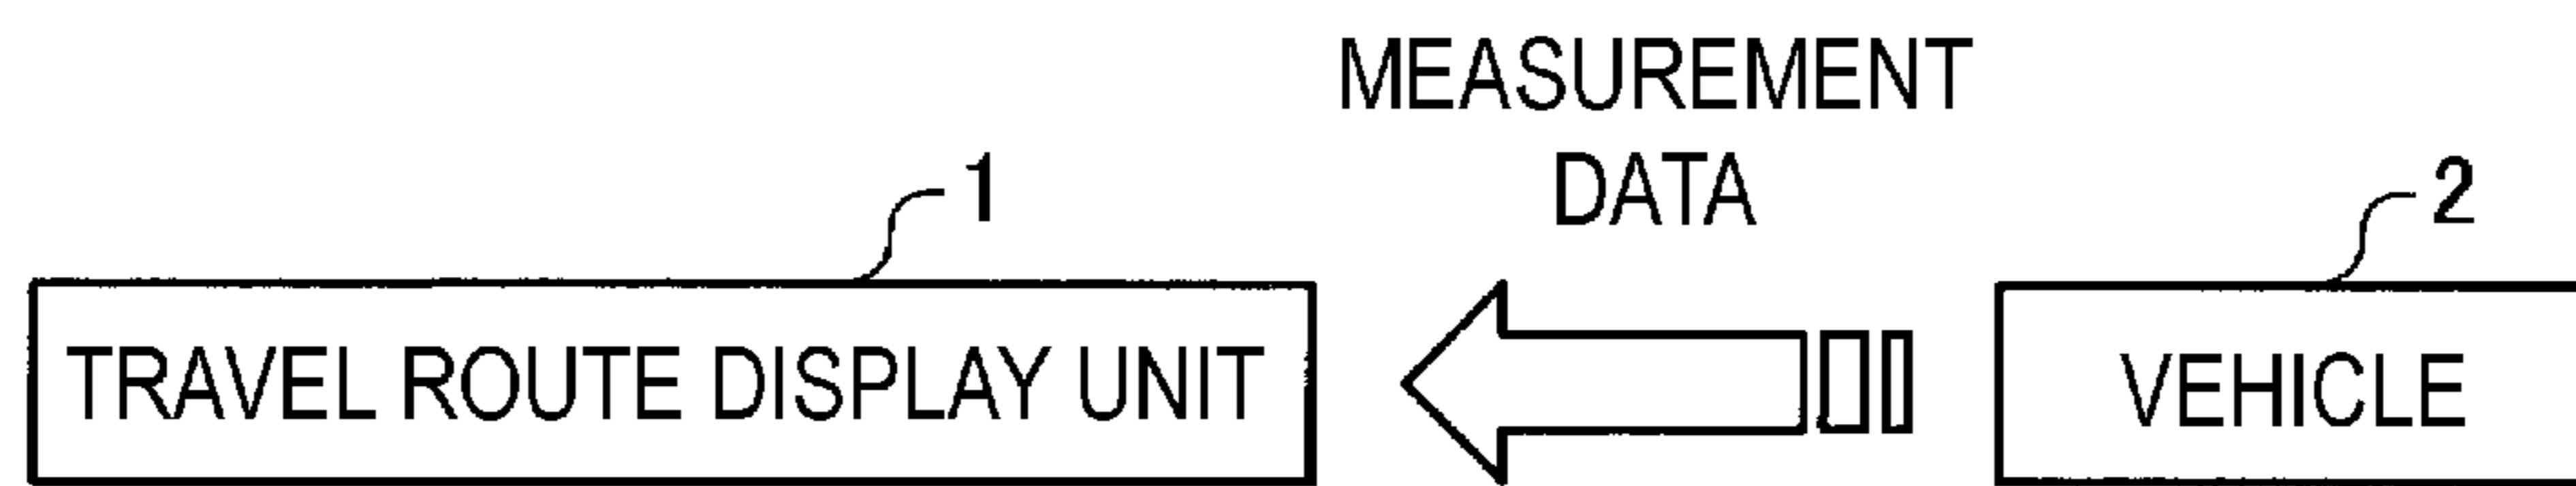 MEASUREMENT
DATA
1
2
TRAVEL ROUTE DISPLAY UNIT
VEHICLE